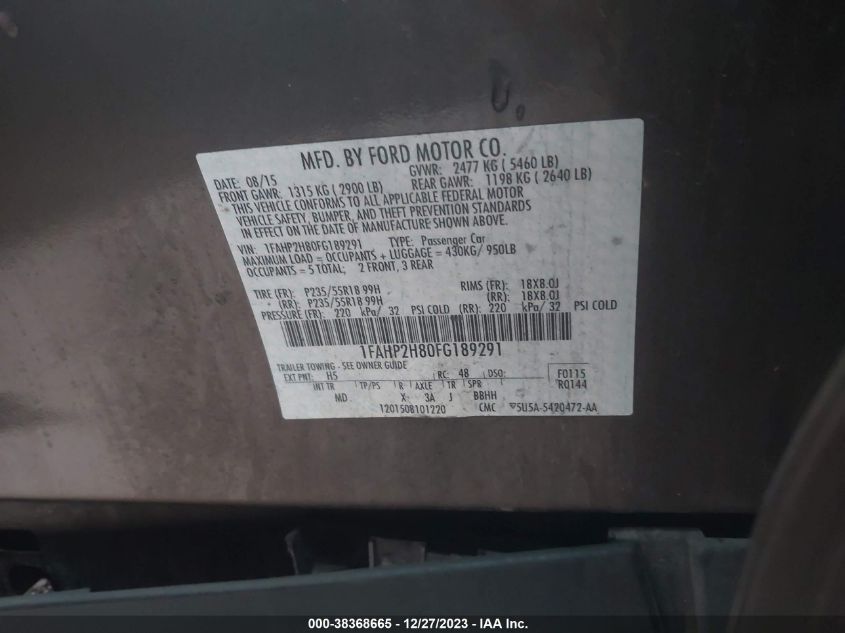 U.
MFD. BY FORD MOTOR CO.
DATE: 08/15 GVWR: 2477 KG ( 5460 LB)
FRONT GAWR: 1315 KG ( 2900 LB) REAR GAWR: 1198 KG ( 2640 LB)
THIS VEHICLE CONFORMS TO ALL APPLICABLE FEDERAL MOTOR
VEHICLE SAFETY, BUMPER, AND THEFT PREVENTION STANDARDS
IN EFFECT ON THE DATE OF MANUFACTURE SHOWN ABOVE.
VIN: 1FAHP2H80FG189291 TYPE: Passenger Car
MAXIMUM LOAD = OCCUPANTS + LUGGAGE = 430KG/ 950LB
OCCUPANTS = 5 TOTAL; 2 FRONT, 3 REAR
TIRE (FR): P235/55R18 99H RIMS (FR): 18X8.0J
(RR): P235/55R18 99H (RR): 18X8.0J
PRESSURE (FR): 220 kPa/ 32 PSI COLD (RR): 220 kPa/ 32 PSI COLD
1FAHP2H80FG189291
TRAILER TOWING - SEE OWNER GUIDE
EXT PNT: H5 RC: 48 DSO: F0115
INT TR TP/PS R AXLE TR SPR RQ144
MD X 3A J BBHH
1201508101220 CMC 5U5A-5420472-AA
000-38368665 - 12/27/2023 - IAA Inc.